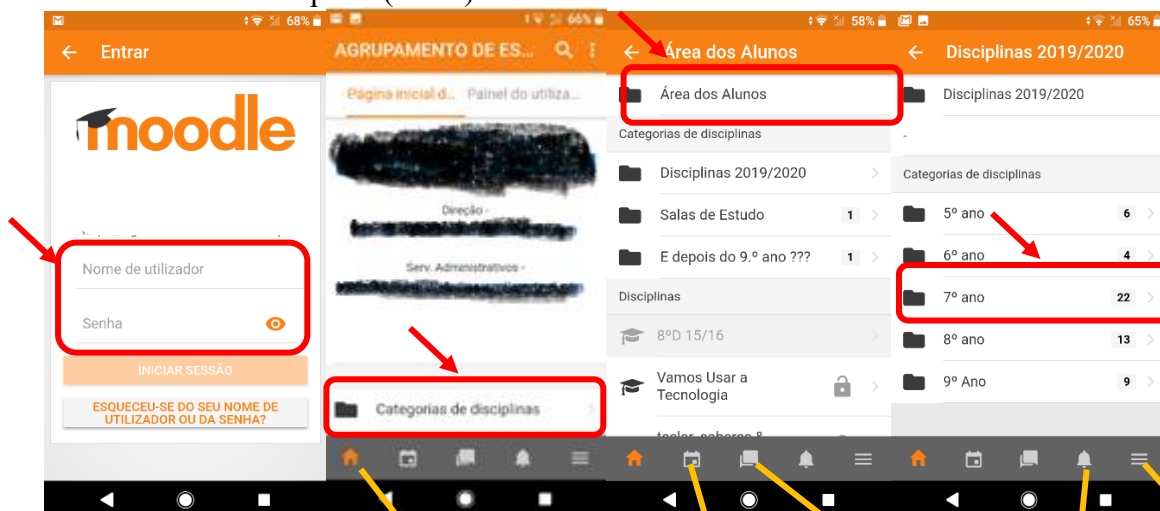 68%
Entrar
moodle
Nome de utilizador
Senha
INICIAR SESSÃO
ESQUECEU-SE DO SEU NOME DE
UTILIZADOR OU DA SENHA?
66%
AGRUPAMENTO DE ES...
Página inicial d... Painel do utiliza...
Direção -
Serv. Administrativos -
Categorias de disciplinas
58%
Área dos Alunos
Área dos Alunos
Categorias de disciplinas
Disciplinas 2019/2020
Salas de Estudo 1
E depois do 9.º ano ??? 1
Disciplinas
8ºD 15/16
Vamos Usar a
Tecnologia
65%
Disciplinas 2019/2020
Disciplinas 2019/2020
-
Categorias de disciplinas
5º ano 6
6º ano 4
7º ano 22
8º ano 13
9º Ano 9